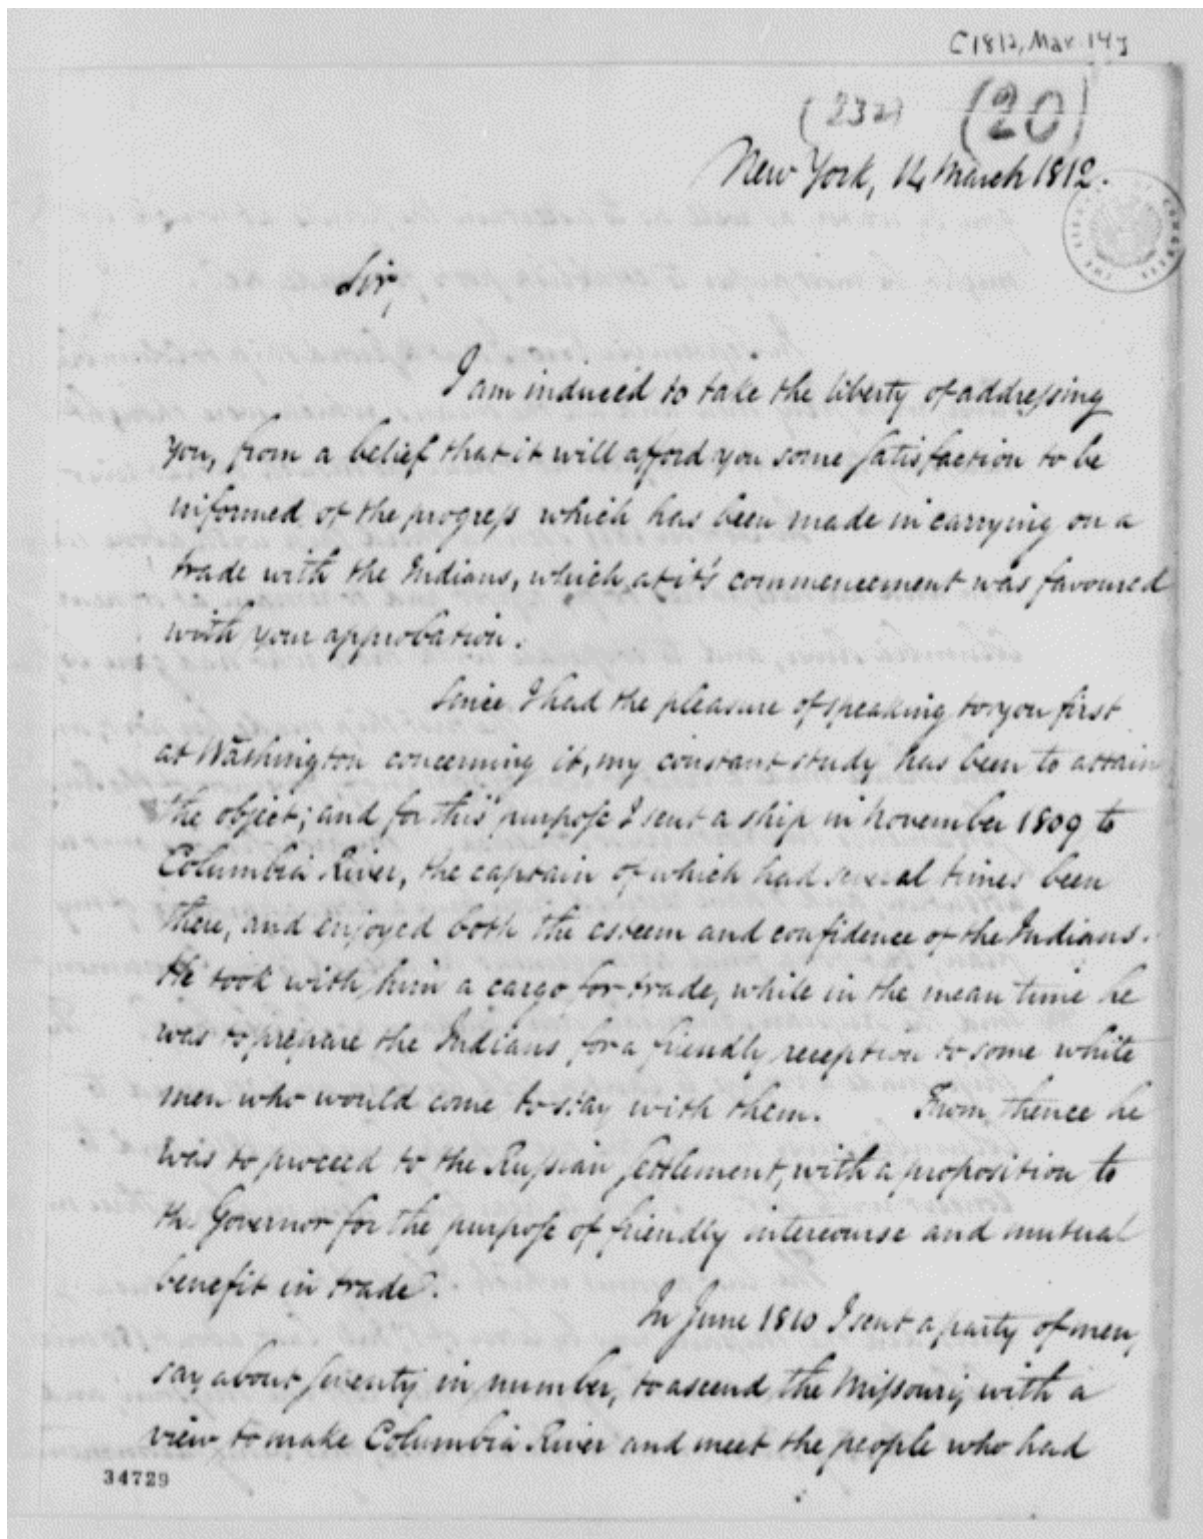 [1812, Mar. 14]
(232) (20)
New York, 14 March 1812.
Sir,
I am induced to take the liberty of addressing
you, from a belief that it will afford you some satisfaction to be
informed of the progress which has been made in carrying on a
trade with the Indians, which at it's commencement was favoured
with your approbation.
Since I had the pleasure of speaking to you first
at Washington concerning it, my constant study has been to attain
the object; and for this purpose I sent a ship in November 1809 to
Columbia River, the captain of which had several times been
there, and enjoyed both the esteem and confidence of the Indians.
He took with him a cargo for trade, while in the mean time he
was to prepare the Indians for a friendly reception to some white
men who would come to stay with them. From thence he
was to proceed to the Russian settlement, with a proposition to
the Governor for the purpose of friendly intercourse and mutual
benefit in trade.
In June 1810 I sent a party of men,
say about seventy in number, to ascend the Missouri, with a
view to make Columbia River and meet the people who had
34729